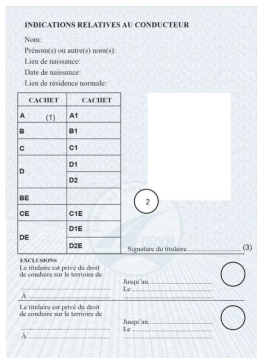 INDICATIONS RELATIVES AU CONDUCTEUR
Nom:
Prénom(s) ou autre(s) nom(s):
Lieu de naissance:
Date de naissance:
Lieu de résidence normale:
CACHET CACHET
A (1) A1
B B1
C C1
D D1
D2
BE
2
CE C1E
DE D1E
D2E
Signature du titulaire.................... (3)
EXCLUSIONS
Le titulaire est privé du droit
de conduire sur le terrioire de
Jusqu'au....................
Le ....................
À ....................
Le titulaire est privé du droit
de conduire sur le terrioire de
Jusqu'au....................
Le ....................
À ....................